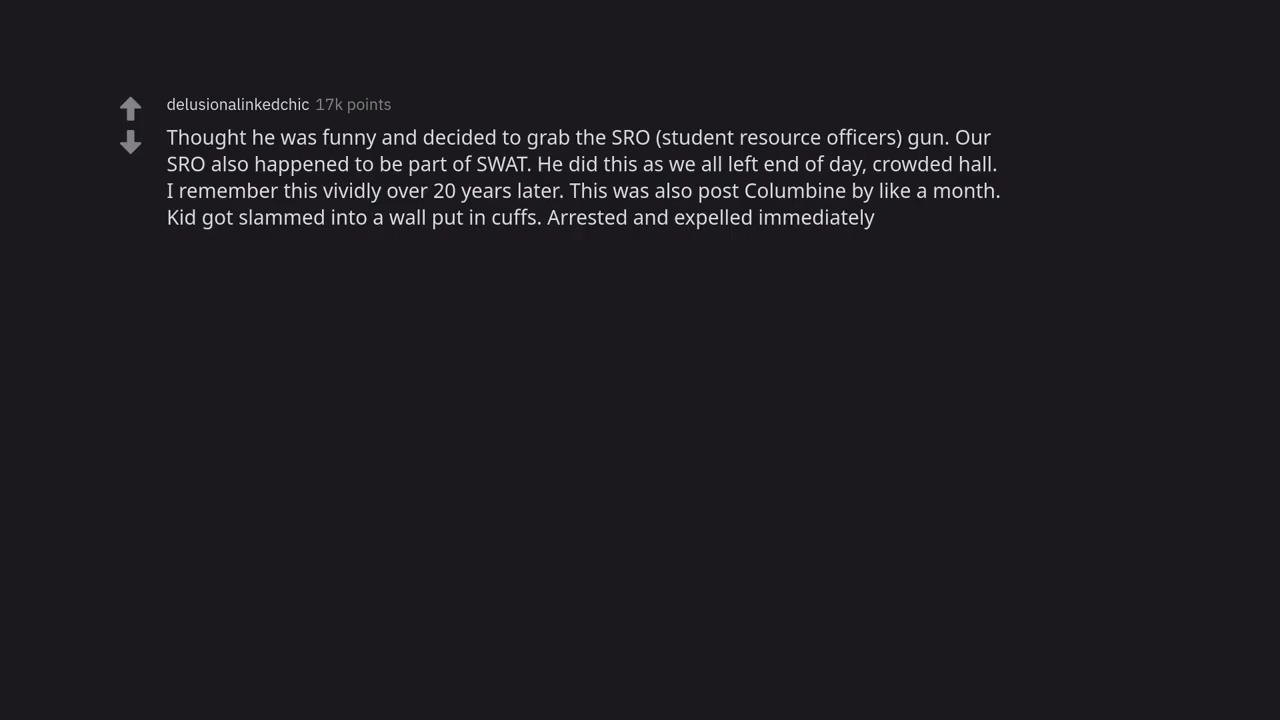 delusionalinkedchic 17k points
Thought he was funny and decided to grab the SRO (student resource officers) gun. Our
SRO also happened to be part of SWAT. He did this as we all left end of day, crowded hall.
I remember this vividly over 20 years later. This was also post Columbine by like a month.
Kid got slammed into a wall put in cuffs. Arrested and expelled immediately